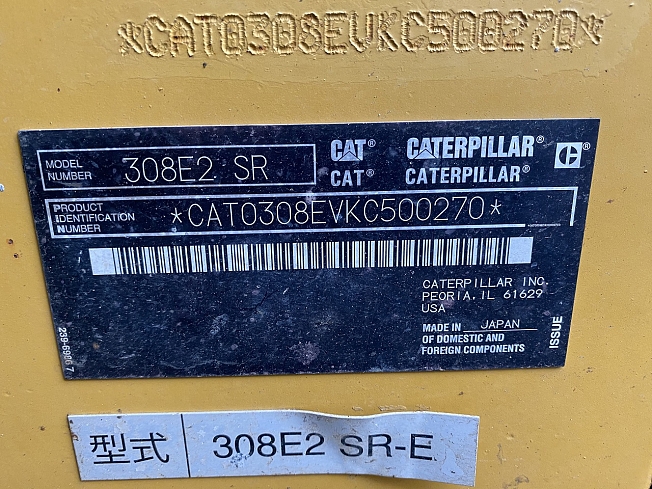 *CAT0308EVKC500270*
MODEL NUMBER 308E2 SR
CAT® CATERPILLAR® C®
CAT® CATERPILLAR®
PRODUCT IDENTIFICATION NUMBER *CAT0308EVKC500270*
CATERPILLAR INC.
PEORIA, IL 61629
USA
MADE IN JAPAN
OF DOMESTIC AND
FOREIGN COMPONENTS
ISSUE
型式 308E2 SR-E